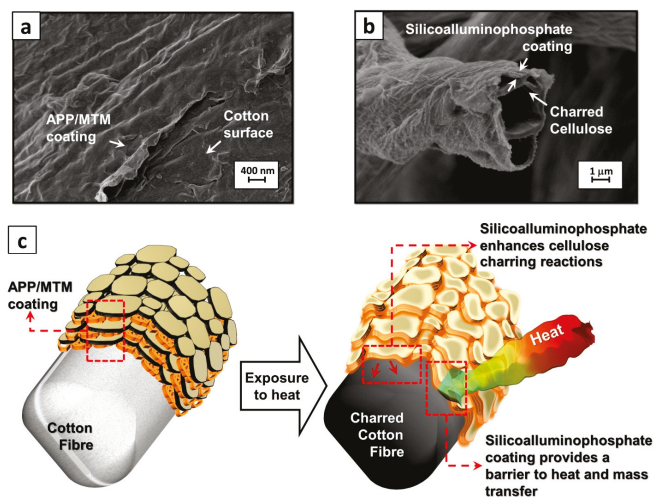 a
APP/MTM
coating
Cotton
surface
400 nm
b
Silicoalluminophosphate
coating
Charred
Cellulose
1 μm
c
APP/MTM
coating
Cotton
Fibre
Exposure
to heat
Silicoalluminophosphate
enhances cellulose
charring reactions
Heat
Charred
Cotton
Fibre
Silicoalluminophosphate
coating provides a
barrier to heat and mass
transfer